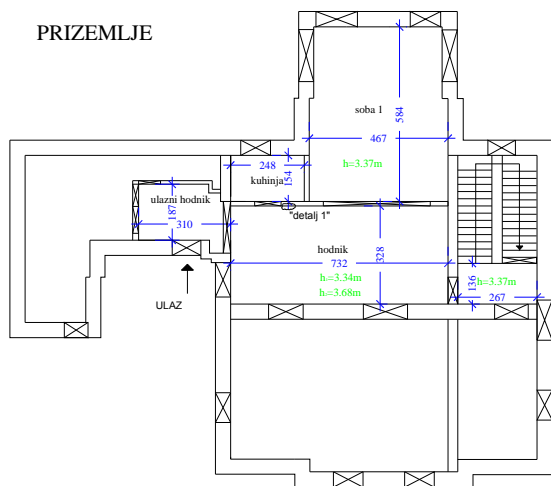 PRIZEMLJE
soba 1
584
467
h=3.37m
248
154
kuhinja
ulazni hodnik
187
310
"detalj 1"
hodnik
328
732
h=3.34m
h=3.68m
ULAZ
136
h=3.37m
267